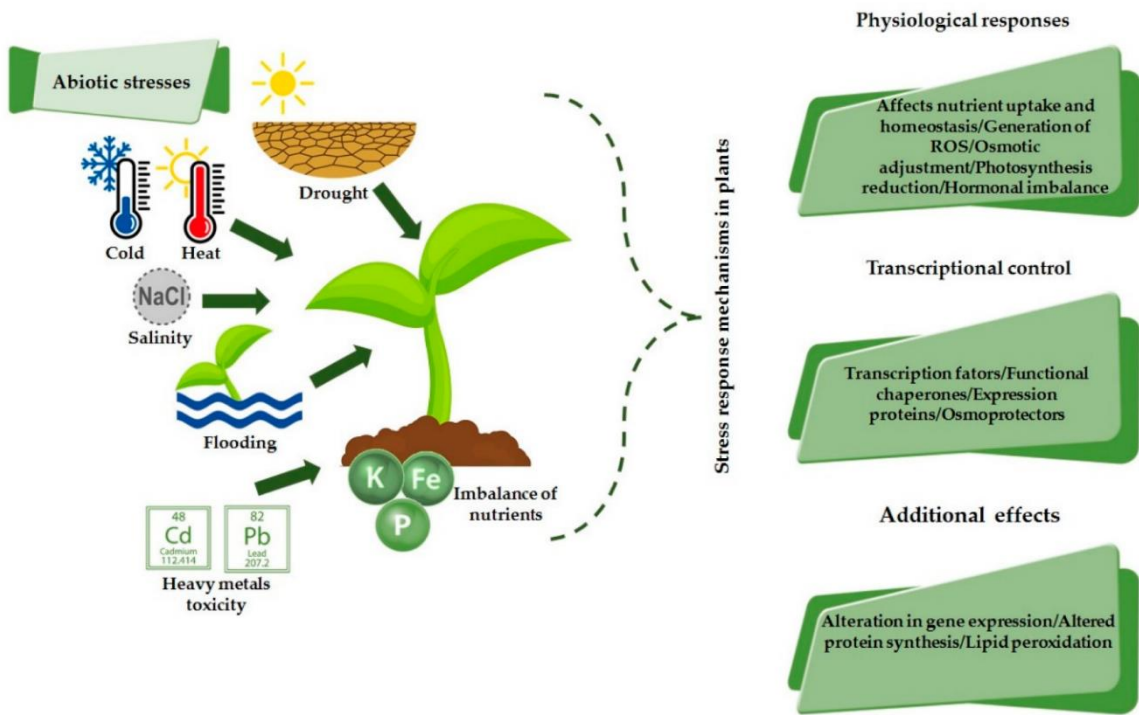 Abiotic stresses
Drought
Cold
Heat
NaCl
Salinity
Flooding
K
Fe
P
Imbalance of
nutrients
48
Cd
Cadmium
112.414
82
Pb
Lead
207.2
Heavy metals
toxicity
Stress response mechanisms in plants
Physiological responses
Affects nutrient uptake and
homeostasis/Generation of
ROS/Osmotic
adjustment/Photosynthesis
reduction/Hormonal imbalance
Transcriptional control
Transcription fators/Functional
chaperones/Expression
proteins/Osmoprotectors
Additional effects
Alteration in gene expression/Altered
protein synthesis/Lipid peroxidation